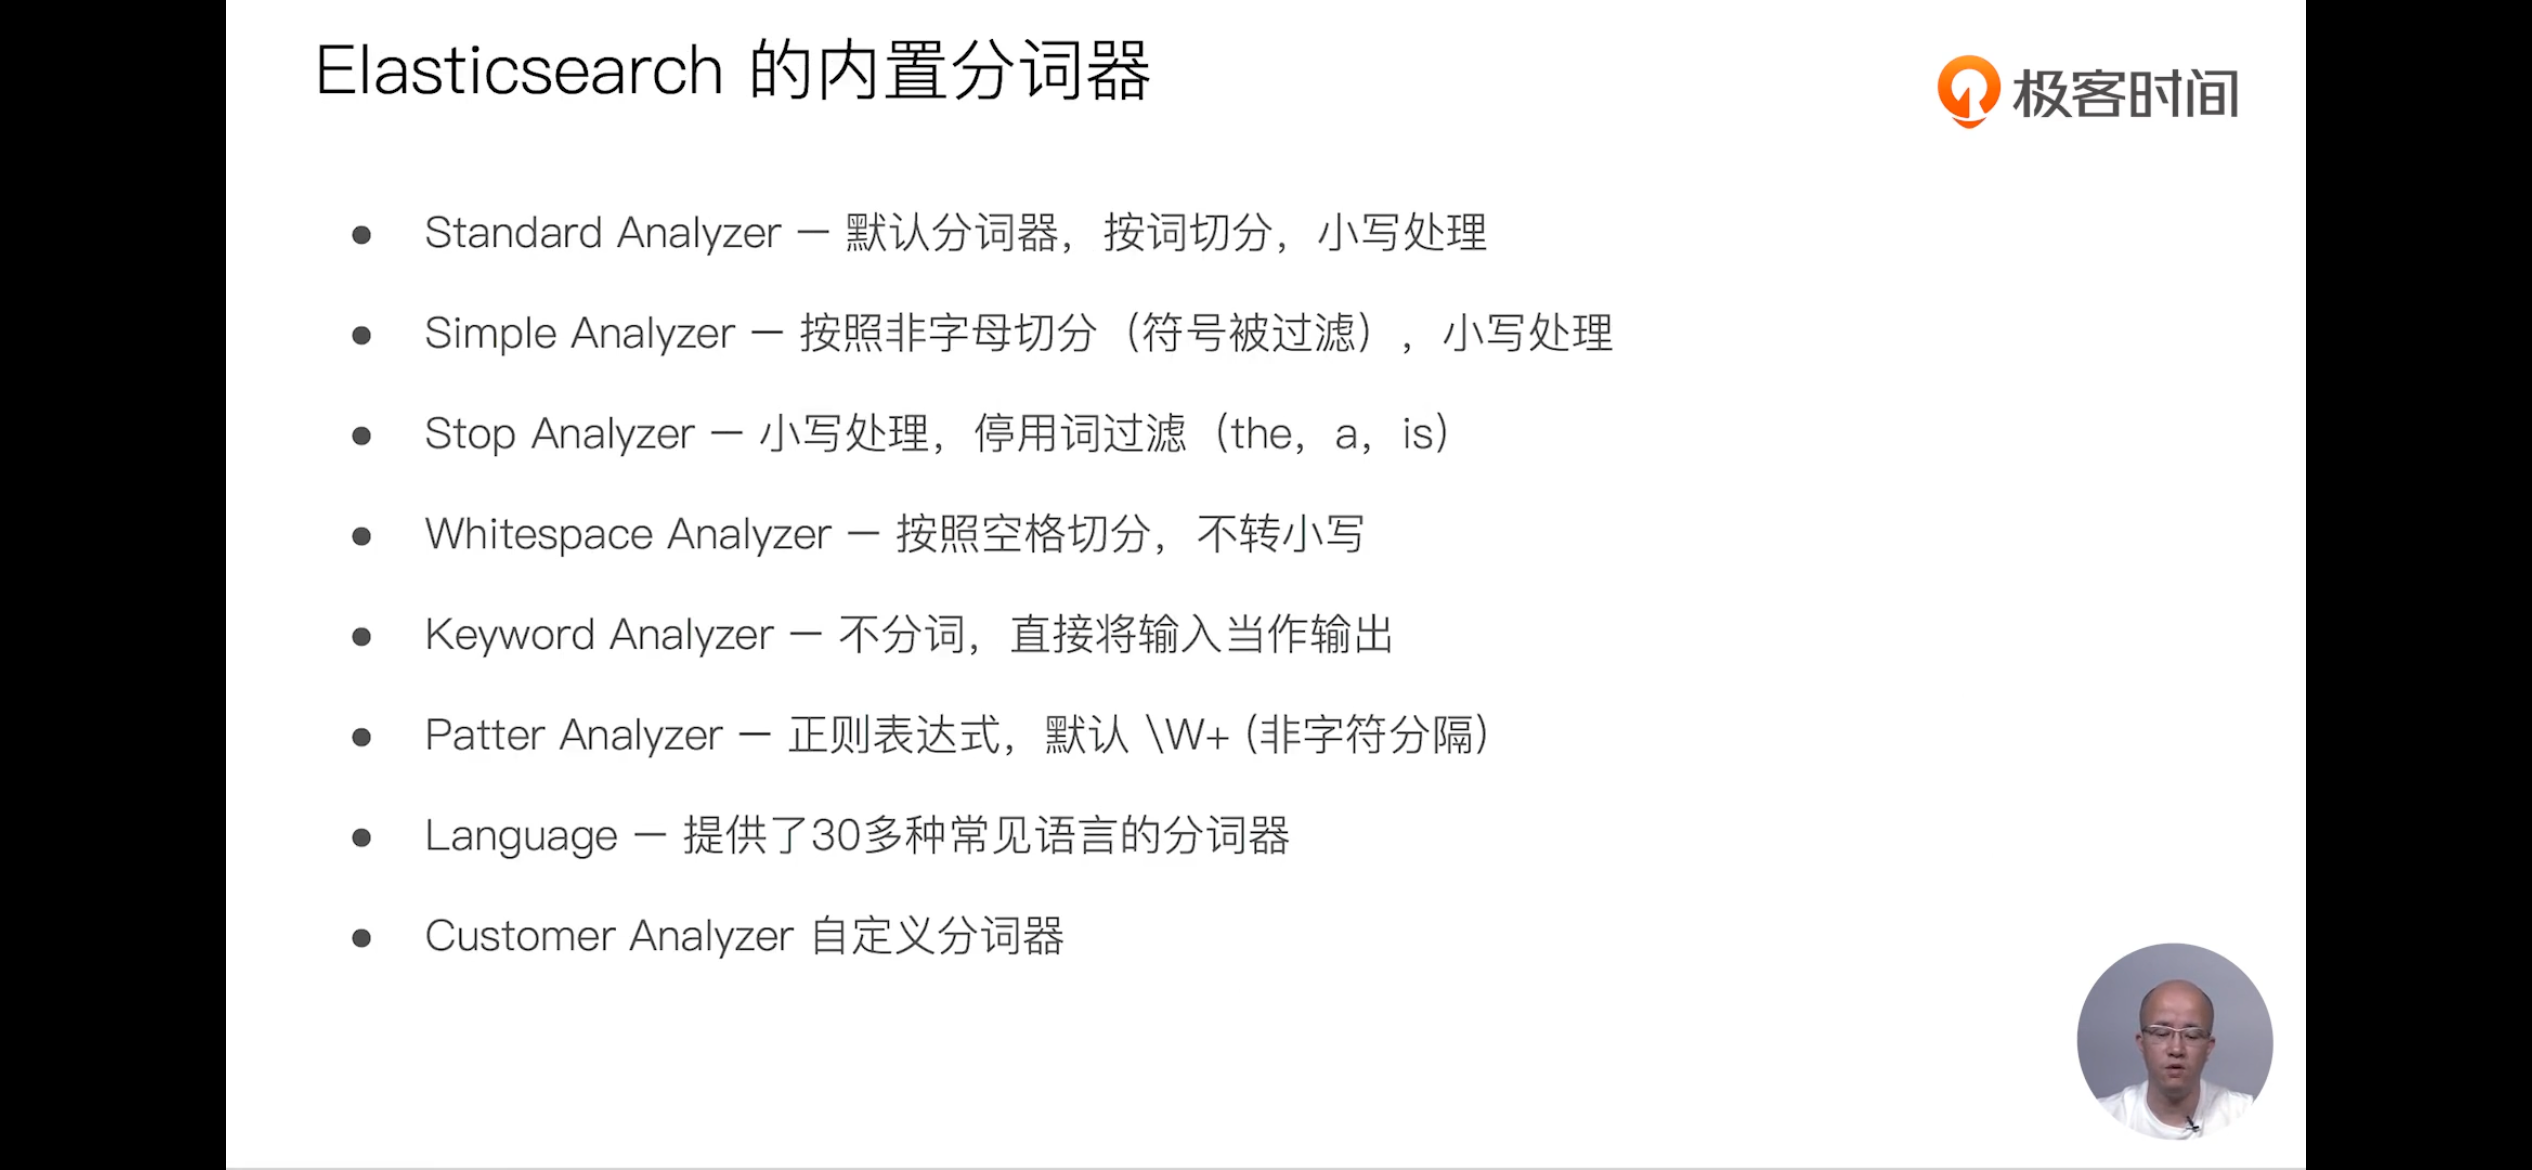 Elasticsearch 的内置分词器
极客时间
Standard Analyzer － 默认分词器，按词切分，小写处理
Simple Analyzer － 按照非字母切分（符号被过滤），小写处理
Stop Analyzer － 小写处理，停用词过滤（the，a，is）
Whitespace Analyzer － 按照空格切分，不转小写
Keyword Analyzer － 不分词，直接将输入当作输出
Patter Analyzer － 正则表达式，默认 \W+ (非字符分隔)
Language － 提供了30多种常见语言的分词器
Customer Analyzer 自定义分词器